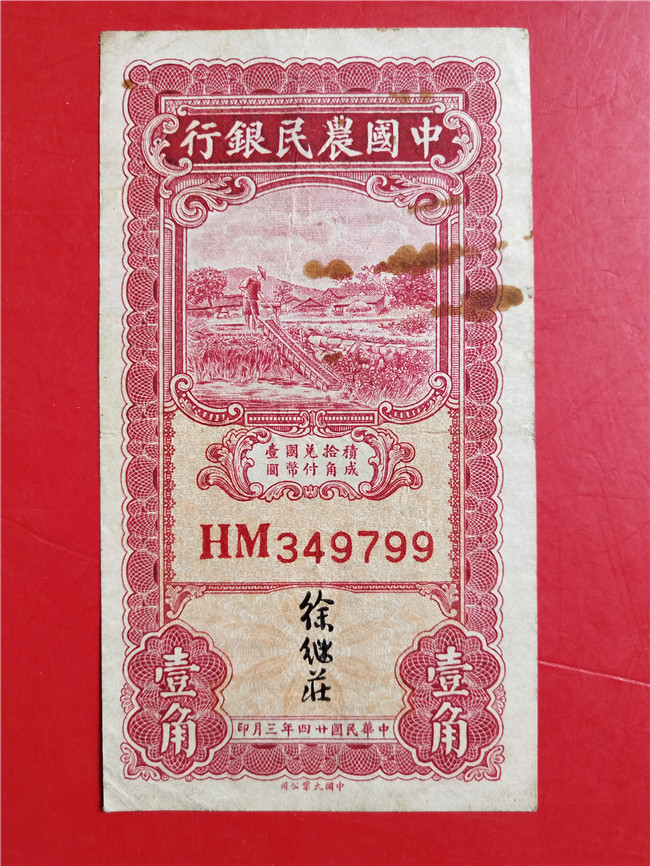 中國農民銀行
積拾兌國壹
成角付幣圓
HM349799
徐继莊
壹角
壹角
中華民國廿四年三月印
中國大業公司